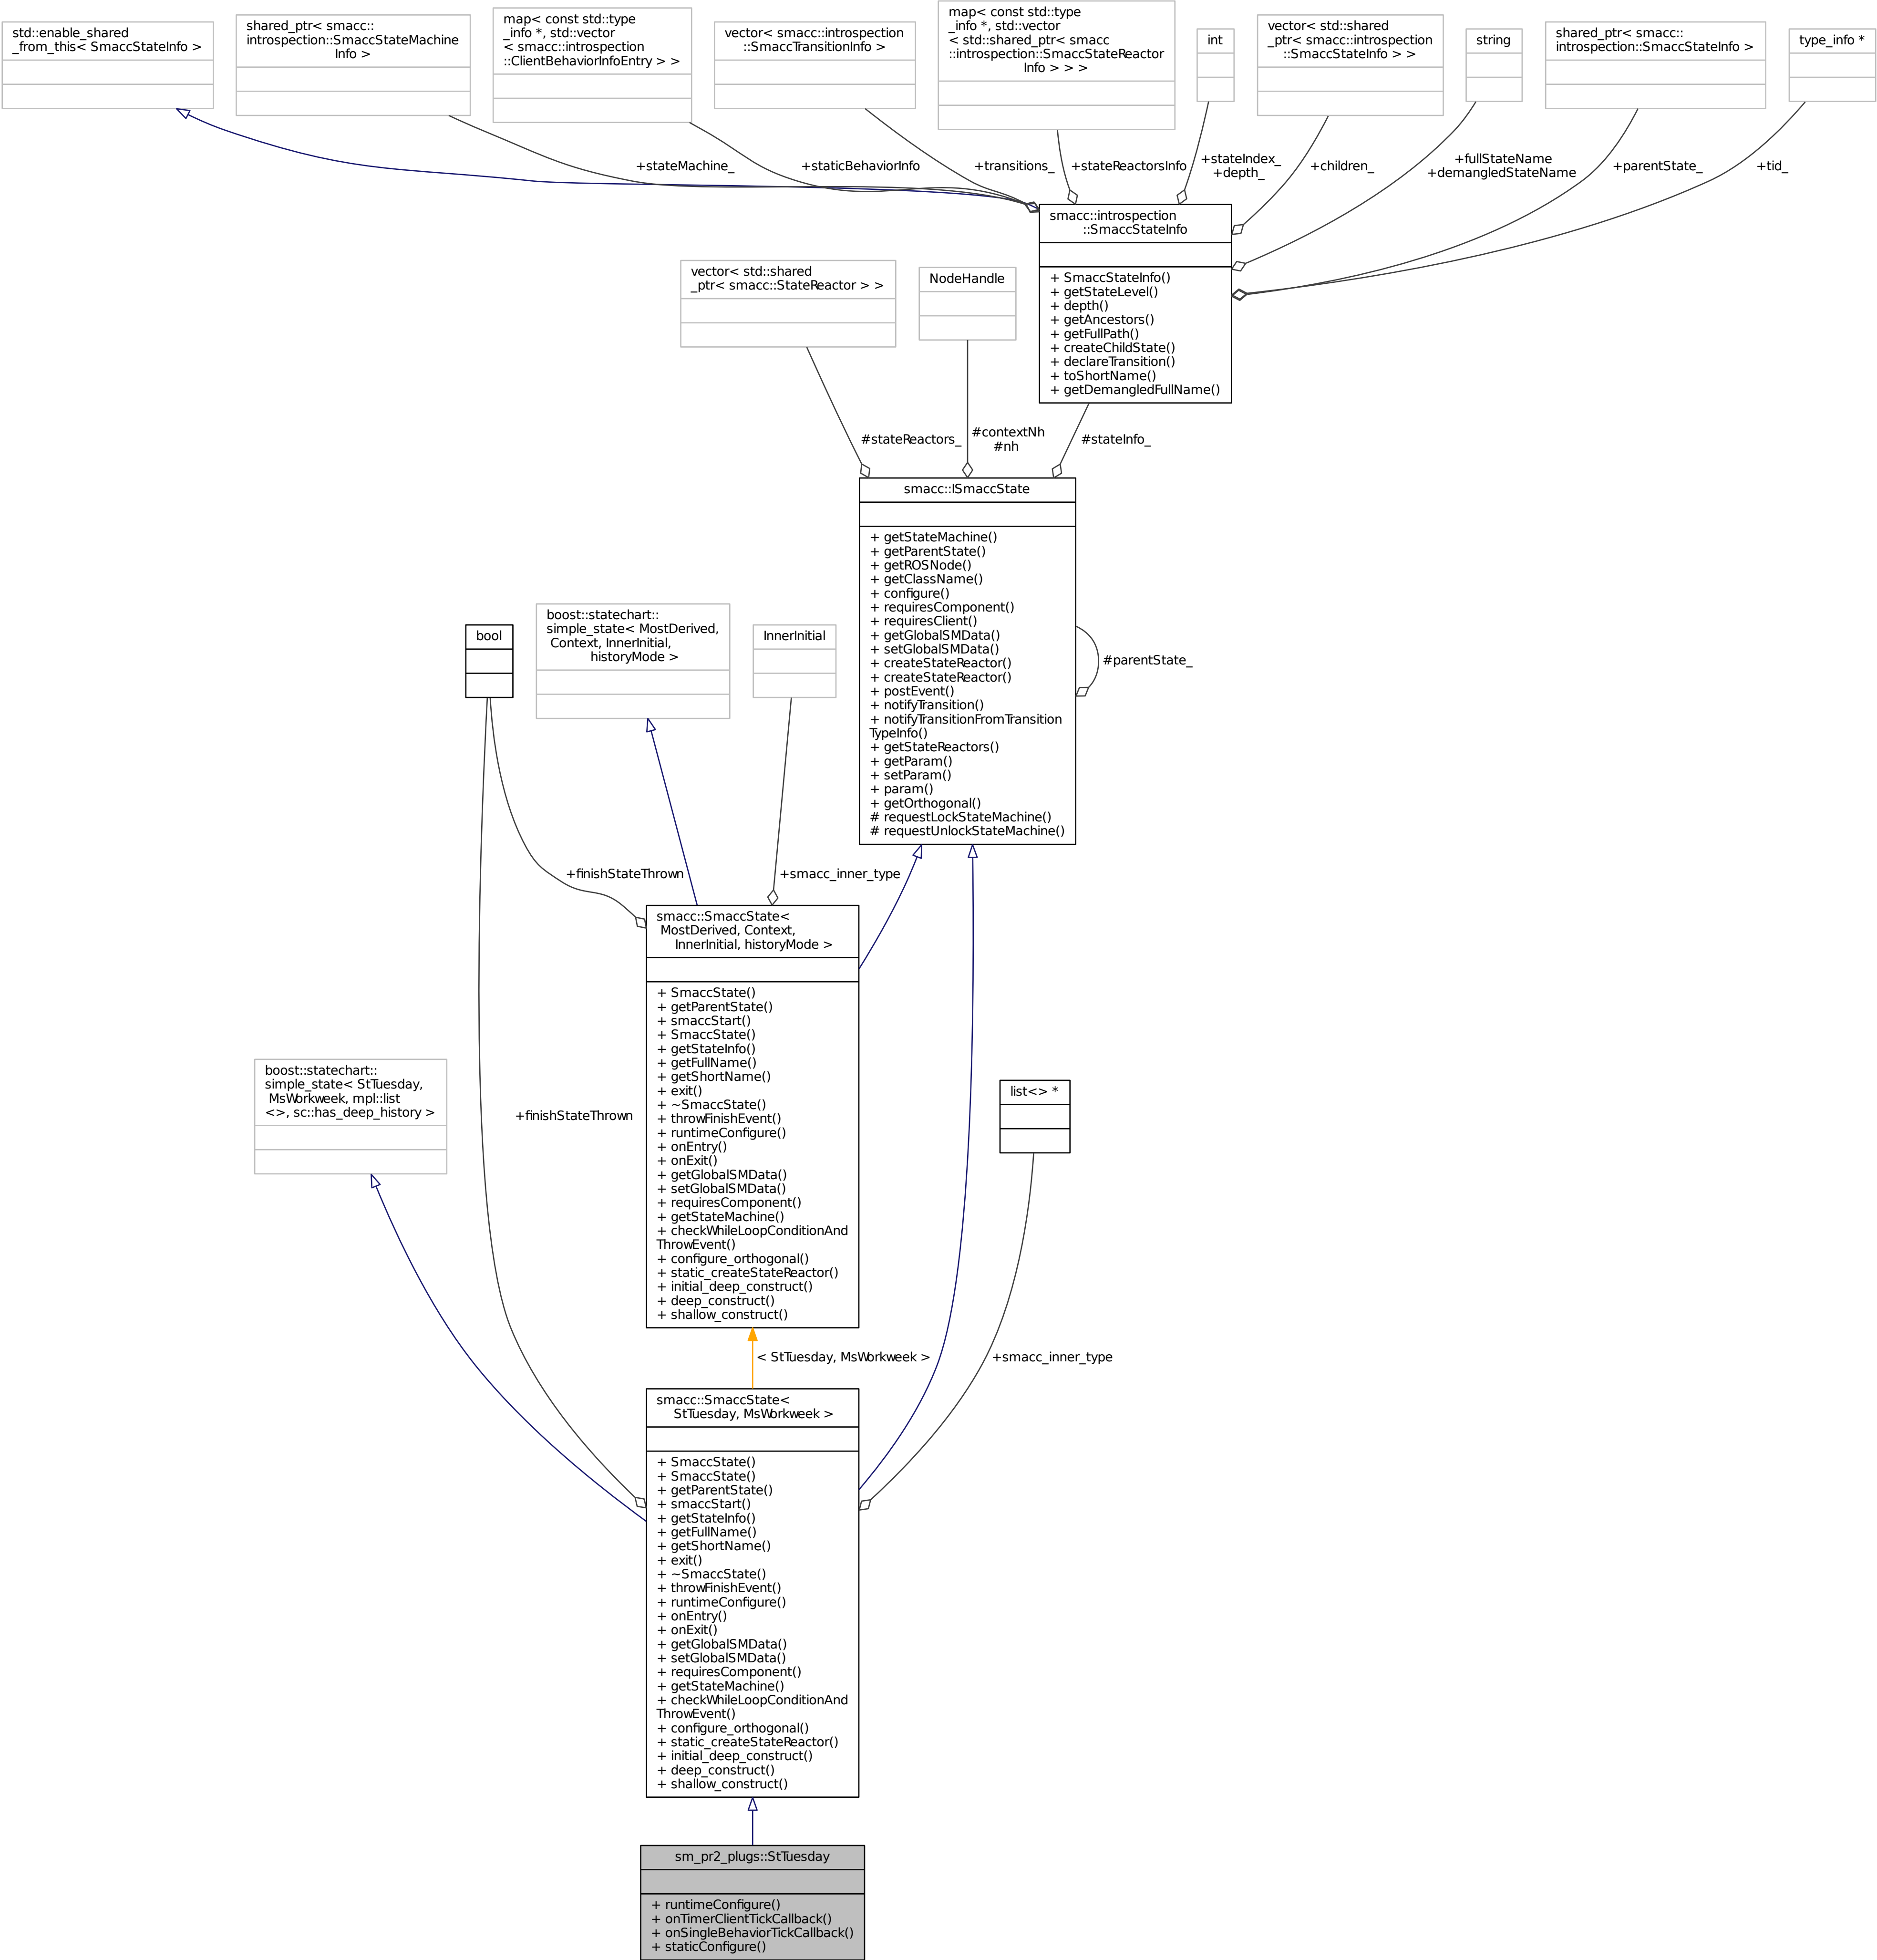 std::enable_shared
_from_this< SmaccStateInfo >
shared_ptr< smacc::
introspection::SmaccStateMachine
Info >
map< const std::type
_info *, std::vector
< smacc::introspection
::ClientBehaviorInfoEntry > >
vector< smacc::introspection
::SmaccTransitionInfo >
map< const std::type
_info *, std::vector
< std::shared_ptr< smacc
::introspection::SmaccStateReactor
Info > > >
int
vector< std::shared
_ptr< smacc::introspection
::SmaccStateInfo > >
string
shared_ptr< smacc::
introspection::SmaccStateInfo >
type_info *
+stateMachine_
+staticBehaviorInfo
+transitions_
+stateReactorsInfo
+stateIndex_
+depth_
+children_
+fullStateName
+demangledStateName
+parentState_
+tid_
smacc::introspection
::SmaccStateInfo
+ SmaccStateInfo()
+ getStateLevel()
+ depth()
+ getAncestors()
+ getFullPath()
+ createChildState()
+ declareTransition()
+ toShortName()
+ getDemangledFullName()
vector< std::shared
_ptr< smacc::StateReactor > >
NodeHandle
#stateReactors_
#contextNh
#nh
#stateInfo_
smacc::ISmaccState
+ getStateMachine()
+ getParentState()
+ getROSNode()
+ getClassName()
+ configure()
+ requiresComponent()
+ requiresClient()
+ getGlobalSMData()
+ setGlobalSMData()
+ createStateReactor()
+ createStateReactor()
+ postEvent()
+ notifyTransition()
+ notifyTransitionFromTransition
TypeInfo()
+ getStateReactors()
+ getParam()
+ setParam()
+ param()
+ getOrthogonal()
# requestLockStateMachine()
# requestUnlockStateMachine()
#parentState_
bool
boost::statechart::
simple_state< MostDerived,
Context, InnerInitial,
historyMode >
InnerInitial
+finishStateThrown
+smacc_inner_type
smacc::SmaccState<
MostDerived, Context,
InnerInitial, historyMode >
+ SmaccState()
+ getParentState()
+ smaccStart()
+ SmaccState()
+ getStateInfo()
+ getFullName()
+ getShortName()
+ exit()
+ ~SmaccState()
+ throwFinishEvent()
+ runtimeConfigure()
+ onEntry()
+ onExit()
+ getGlobalSMData()
+ setGlobalSMData()
+ requiresComponent()
+ getStateMachine()
+ checkWhileLoopConditionAnd
ThrowEvent()
+ configure_orthogonal()
+ static_createStateReactor()
+ initial_deep_construct()
+ deep_construct()
+ shallow_construct()
boost::statechart::
simple_state< StTuesday,
MsWorkweek, mpl::list
<>, sc::has_deep_history >
+finishStateThrown
list<> *
< StTuesday, MsWorkweek >
+smacc_inner_type
smacc::SmaccState<
StTuesday, MsWorkweek >
+ SmaccState()
+ SmaccState()
+ getParentState()
+ smaccStart()
+ getStateInfo()
+ getFullName()
+ getShortName()
+ exit()
+ ~SmaccState()
+ throwFinishEvent()
+ runtimeConfigure()
+ onEntry()
+ onExit()
+ getGlobalSMData()
+ setGlobalSMData()
+ requiresComponent()
+ getStateMachine()
+ checkWhileLoopConditionAnd
ThrowEvent()
+ configure_orthogonal()
+ static_createStateReactor()
+ initial_deep_construct()
+ deep_construct()
+ shallow_construct()
sm_pr2_plugs::StTuesday
+ runtimeConfigure()
+ onTimerClientTickCallback()
+ onSingleBehaviorTickCallback()
+ staticConfigure()